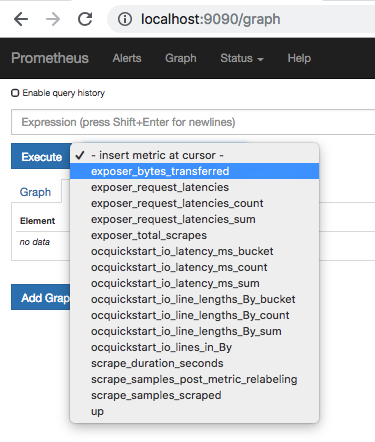 localhost:9090/graph
Prometheus Alerts Graph Status Help
Enable query history
Expression (press Shift+Enter for newlines)
Execute
- insert metric at cursor -
exposer_bytes_transferred
exposer_request_latencies
exposer_request_latencies_count
exposer_request_latencies_sum
exposer_total_scrapes
ocquickstart_io_latency_ms_bucket
ocquickstart_io_latency_ms_count
ocquickstart_io_latency_ms_sum
ocquickstart_io_line_lengths_By_bucket
ocquickstart_io_line_lengths_By_count
ocquickstart_io_line_lengths_By_sum
ocquickstart_io_lines_in_By
scrape_duration_seconds
scrape_samples_post_metric_relabeling
scrape_samples_scraped
up
Graph
Element
no data
Add Grap